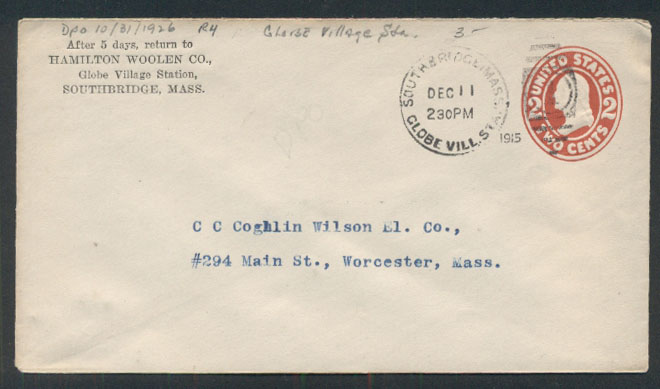 DPO 10/31/1926 R4 Globe Village Sta. 3-
After 5 days, return to
HAMILTON WOOLEN CO.,
Globe Village Station,
SOUTHBRIDGE, MASS.
SOUTHBRIDGE, MASS.
DEC 11
230PM
GLOBE VILL. STA.
1915
UNITED STATES
2 2
TWO CENTS
C C Coghlin Wilson El. Co.,
#294 Main St., Worcester, Mass.